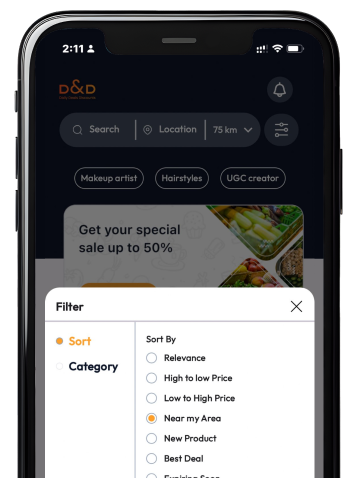 2:11
D&D
Search
Location
75 km
Makeup artist
Hairstyles
UGC creator
Get your special
sale up to 50%
Filter
Sort
Category
Sort By
Relevance
High to low Price
Low to High Price
Near my Area
New Product
Best Deal
Expiring Soon